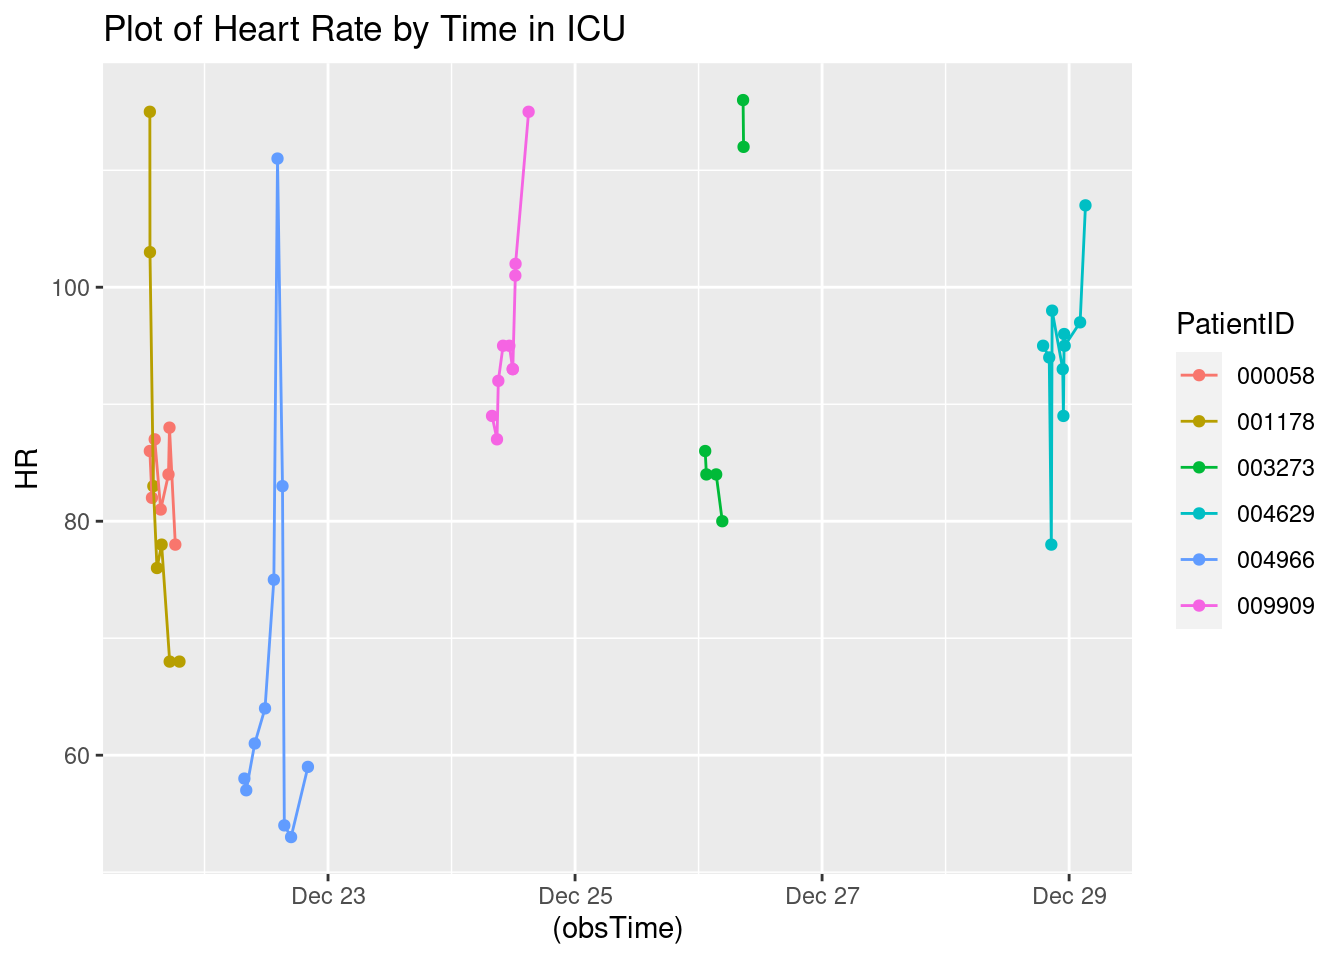 Plot of Heart Rate by Time in ICU
100
80
60
HR
Dec 23
Dec 25
Dec 27
Dec 29
(obsTime)
PatientID
000058
001178
003273
004629
004966
009909